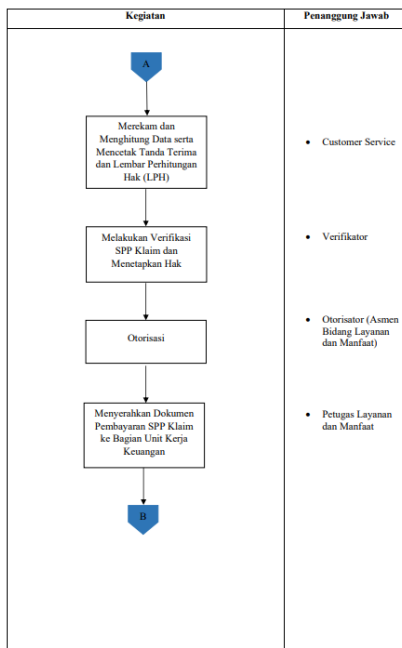 Kegiatan
Penanggung Jawab
A
Merekam dan
Menghitung Data serta
Mencetak Tanda Terima
dan Lembar Perhitungan
Hak (LPH)
• Customer Service
Melakukan Verifikasi
SPP Klaim dan
Menetapkan Hak
• Verifikator
Otorisasi
• Otorisator (Asmen
Bidang Layanan
dan Manfaat)
Menyerahkan Dokumen
Pembayaran SPP Klaim
ke Bagian Unit Kerja
Keuangan
• Petugas Layanan
dan Manfaat
B